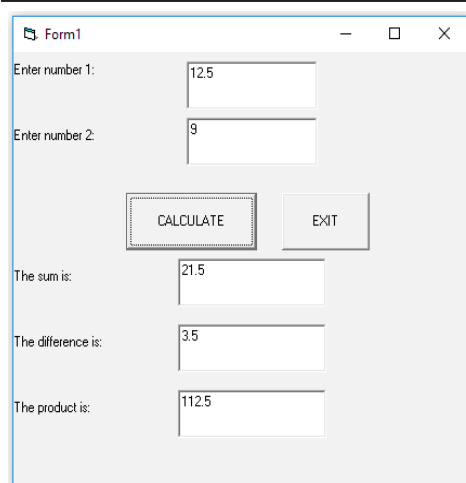 Form1
Enter number 1: 12.5
Enter number 2: 9
CALCULATE EXIT
The sum is: 21.5
The difference is: 3.5
The product is: 112.5